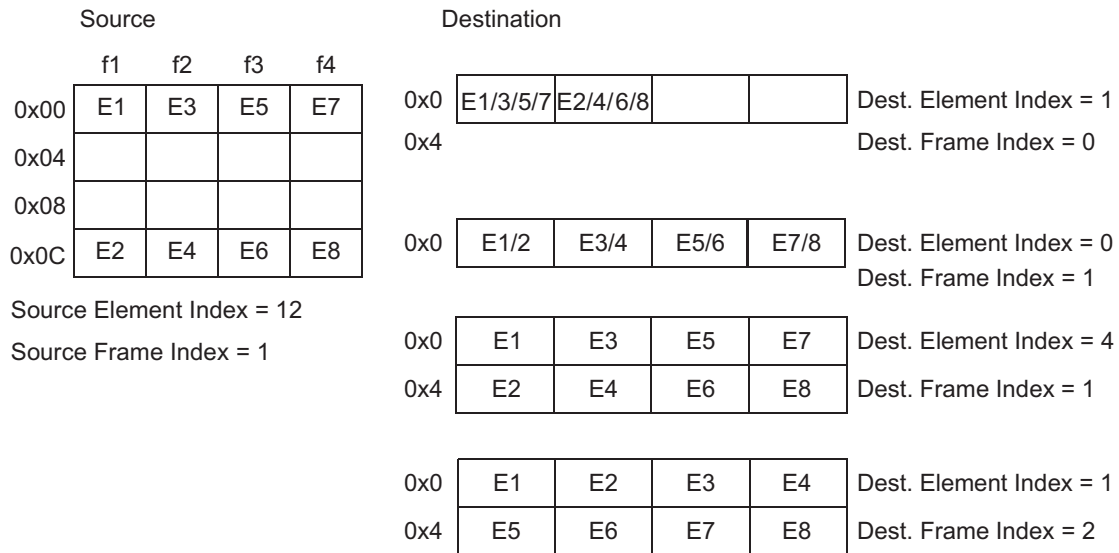 Source
f1 f2 f3 f4
0x00 E1 E3 E5 E7
0x04
0x08
0x0C E2 E4 E6 E8
Source Element Index = 12
Source Frame Index = 1
Destination
0x0 E1/3/5/7 E2/4/6/8 Dest. Element Index = 1
0x4 Dest. Frame Index = 0
0x0 E1/2 E3/4 E5/6 E7/8 Dest. Element Index = 0
Dest. Frame Index = 1
0x0 E1 E3 E5 E7 Dest. Element Index = 4
0x4 E2 E4 E6 E8 Dest. Frame Index = 1
0x0 E1 E2 E3 E4 Dest. Element Index = 1
0x4 E5 E6 E7 E8 Dest. Frame Index = 2